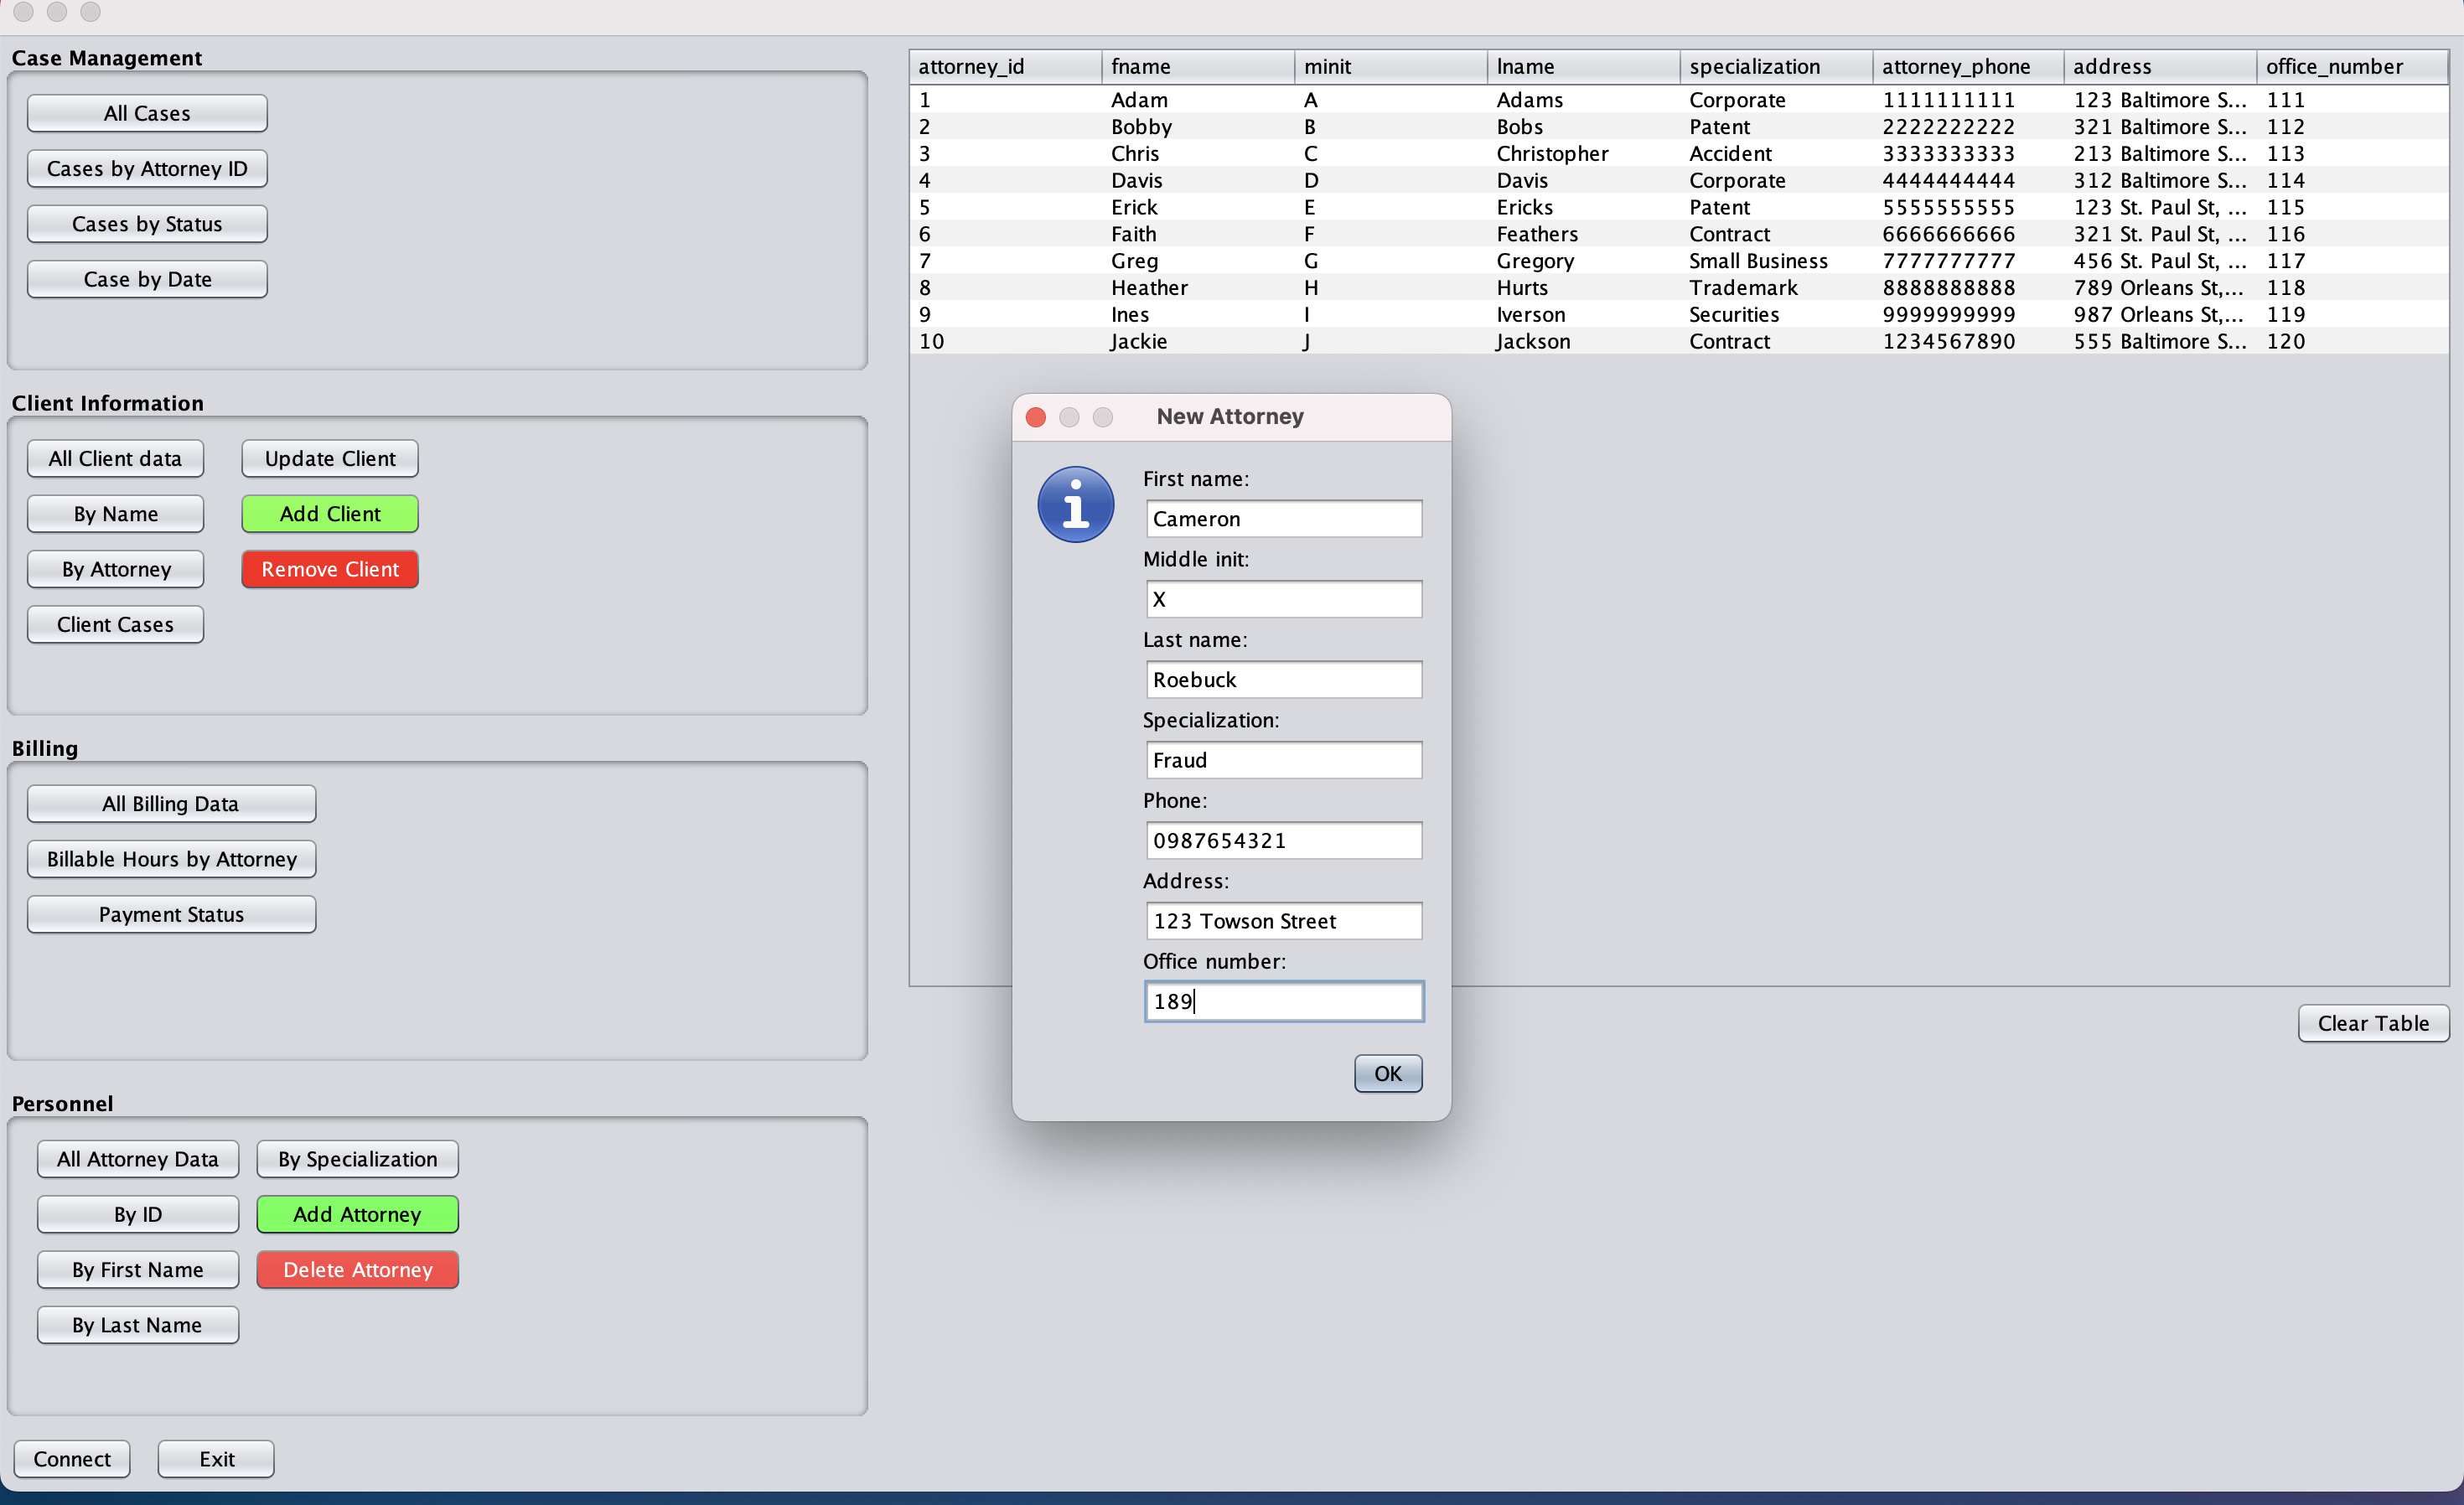 Case Management
All Cases
Cases by Attorney ID
Cases by Status
Case by Date
Client Information
All Client data Update Client
By Name Add Client
By Attorney Remove Client
Client Cases
Billing
All Billing Data
Billable Hours by Attorney
Payment Status
Personnel
All Attorney Data By Specialization
By ID Add Attorney
By First Name Delete Attorney
By Last Name
Connect Exit
attorney_id fname minit lname specialization attorney_phone address office_number
1 Adam A Adams Corporate 1111111111 123 Baltimore S... 111
2 Bobby B Bobs Patent 2222222222 321 Baltimore S... 112
3 Chris C Christopher Accident 3333333333 213 Baltimore S... 113
4 Davis D Davis Corporate 4444444444 312 Baltimore S... 114
5 Erick E Ericks Patent 5555555555 123 St. Paul St, ... 115
6 Faith F Feathers Contract 6666666666 321 St. Paul St, ... 116
7 Greg G Gregory Small Business 7777777777 456 St. Paul St, ... 117
8 Heather H Hurts Trademark 8888888888 789 Orleans St,... 118
9 Ines I Iverson Securities 9999999999 987 Orleans St,... 119
10 Jackie J Jackson Contract 1234567890 555 Baltimore S... 120
New Attorney
First name:
Cameron
Middle init:
X
Last name:
Roebuck
Specialization:
Fraud
Phone:
0987654321
Address:
123 Towson Street
Office number:
189
OK
Clear Table